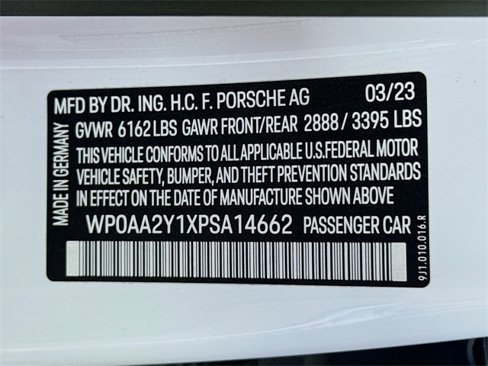 MFD BY DR. ING. H.C. F. PORSCHE AG 03/23
GVWR 6162 LBS GAWR FRONT/REAR 2888 / 3395 LBS
THIS VEHICLE CONFORMS TO ALL APPLICABLE U.S.FEDERAL MOTOR
VEHICLE SAFETY, BUMPER, AND THEFT PREVENTION STANDARDS
IN EFFECT ON THE DATE OF MANUFACTURE SHOWN ABOVE
WP0AA2Y1XPSA14662 PASSENGER CAR
MADE IN GERMANY
9J1.010.016.R